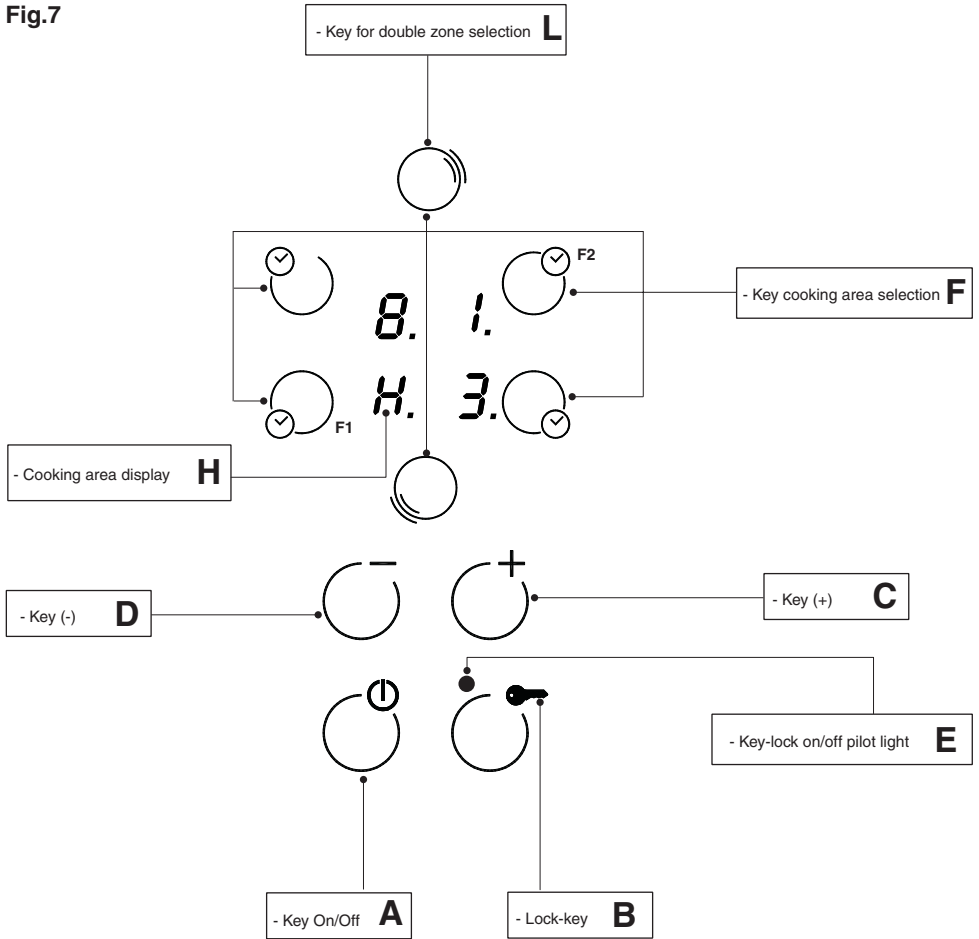 Fig.7
- Key for double zone selection L
F2
8. 1.
- Key cooking area selection F
H. 3.
F1
- Cooking area display H
- +
- Key (-) D
- Key (+) C
- Key-lock on/off pilot light E
- Key On/Off A
- Lock-key B